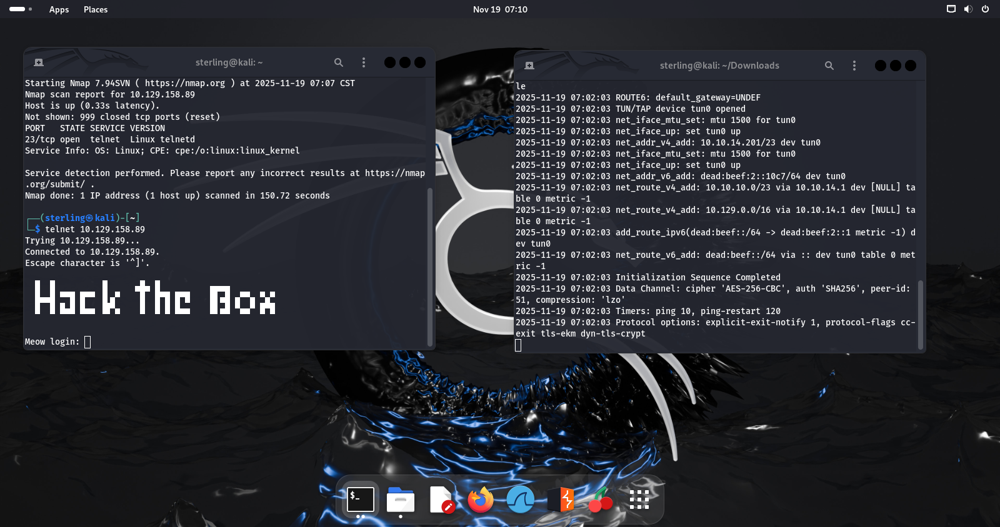 Apps Places Nov 19 07:10
sterling@kali: ~
Starting Nmap 7.94SVN ( https://nmap.org ) at 2025-11-19 07:07 CST
Nmap scan report for 10.129.158.89
Host is up (0.33s latency).
Not shown: 999 closed tcp ports (reset)
PORT   STATE SERVICE VERSION
23/tcp open  telnet  Linux telnetd
Service Info: OS: Linux; CPE: cpe:/o:linux:linux_kernel
Service detection performed. Please report any incorrect results at https://nmap
.org/submit/ .
Nmap done: 1 IP address (1 host up) scanned in 150.72 seconds
┌──(sterling㉿kali)-[~]
└─$ telnet 10.129.158.89
Trying 10.129.158.89...
Connected to 10.129.158.89.
Escape character is '^]'.
Hack the Box
Meow login:
sterling@kali: ~/Downloads
le
2025-11-19 07:02:03 ROUTE6: default_gateway=UNDEF
2025-11-19 07:02:03 TUN/TAP device tun0 opened
2025-11-19 07:02:03 net_iface_mtu_set: mtu 1500 for tun0
2025-11-19 07:02:03 net_iface_up: set tun0 up
2025-11-19 07:02:03 net_addr_v4_add: 10.10.14.201/23 dev tun0
2025-11-19 07:02:03 net_iface_mtu_set: mtu 1500 for tun0
2025-11-19 07:02:03 net_iface_up: set tun0 up
2025-11-19 07:02:03 net_addr_v6_add: dead:beef:2::10c7/64 dev tun0
2025-11-19 07:02:03 net_route_v4_add: 10.10.10.0/23 via 10.10.14.1 dev [NULL] ta
ble 0 metric -1
2025-11-19 07:02:03 net_route_v4_add: 10.129.0.0/16 via 10.10.14.1 dev [NULL] ta
ble 0 metric -1
2025-11-19 07:02:03 add_route_ipv6(dead:beef::/64 -> dead:beef:2::1 metric -1) d
ev tun0
2025-11-19 07:02:03 net_route_v6_add: dead:beef::/64 via :: dev tun0 table 0 met
ric -1
2025-11-19 07:02:03 Initialization Sequence Completed
2025-11-19 07:02:03 Data Channel: cipher 'AES-256-CBC', auth 'SHA256', peer-id:
51, compression: 'lzo'
2025-11-19 07:02:03 Timers: ping 10, ping-restart 120
2025-11-19 07:02:03 Protocol options: explicit-exit-notify 1, protocol-flags cc-
exit tls-ekm dyn-tls-crypt
$_